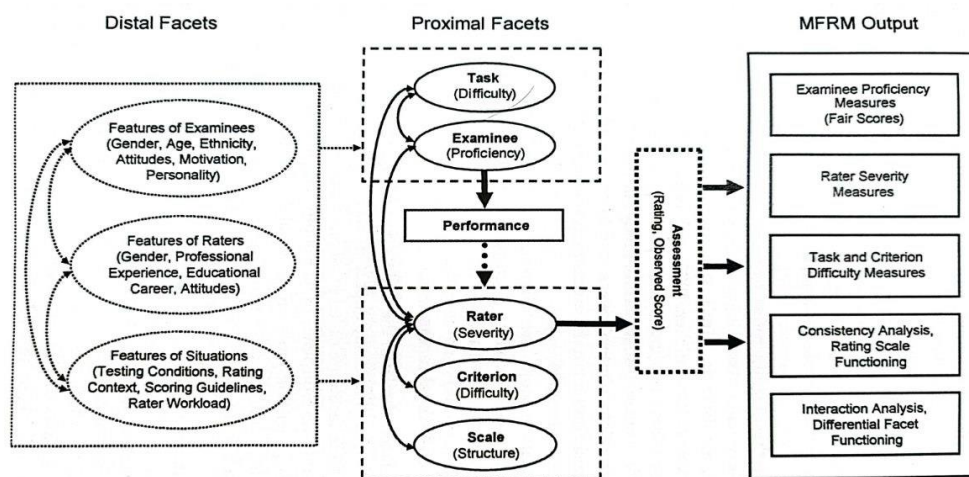 Distal Facets
Proximal Facets
MFRM Output
Features of Examinees
(Gender, Age, Ethnicity,
Attitudes, Motivation,
Personality)
Features of Raters
(Gender, Professional
Experience, Educational
Career, Attitudes)
Features of Situations
(Testing Conditions, Rating
Context, Scoring Guidelines,
Rater Workload)
Task
(Difficulty)
Examinee
(Proficiency)
Performance
Rater
(Severity)
Criterion
(Difficulty)
Scale
(Structure)
Assessment
(Rating, Observed Score)
Examinee Proficiency
Measures
(Fair Scores)
Rater Severity
Measures
Task and Criterion
Difficulty Measures
Consistency Analysis,
Rating Scale
Functioning
Interaction Analysis,
Differential Facet
Functioning